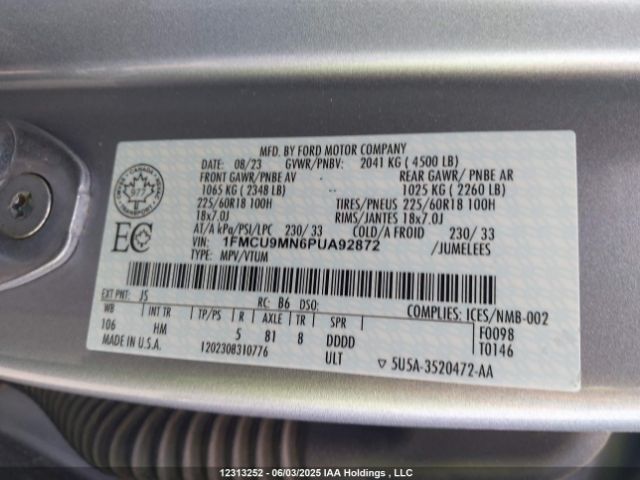 MFD. BY FORD MOTOR COMPANY
DATE: 08/23 GVWR/PNBV: 2041 KG ( 4500 LB)
FRONT GAWR/PNBE AV REAR GAWR/ PNBE AR
1065 KG ( 2348 LB) 1025 KG ( 2260 LB)
225/60R18 100H TIRES/PNEUS 225/60R18 100H
18x7.0J RIMS/JANTES 18x7.0J
AT/A kPa/PSI/LPC 230/ 33 COLD/A FROID 230/ 33
VIN: 1FMCU9MN6PUA92872 /JUMELEES
TYPE: MPV/VTUM
EC
CANADA
TRANSPORT
EXT PNT: JS RC: B6 DSO: COMPLIES: ICES/NMB-002
WB INT TR TP/PS R AXLE TR SPR F0098
106 HM 5 81 8 DDDD T0146
MADE IN U.S.A. 1202308310776 ULT ▽ 5U5A-3520472-AA
12313252 - 06/03/2025 IAA Holdings , LLC